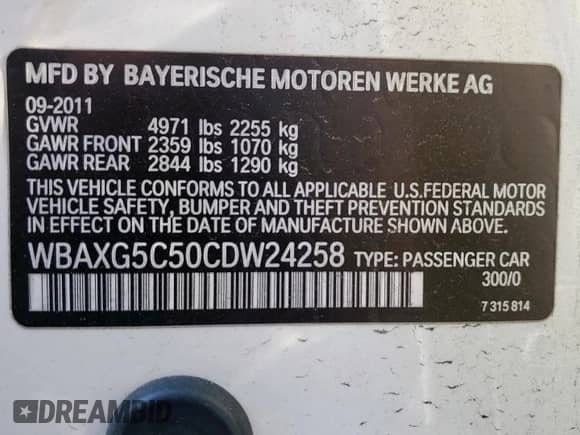 MFD BY BAYERISCHE MOTOREN WERKE AG
09-2011
GVWR 4971 lbs 2255 kg
GAWR FRONT 2359 lbs 1070 kg
GAWR REAR 2844 lbs 1290 kg
THIS VEHICLE CONFORMS TO ALL APPLICABLE U.S.FEDERAL MOTOR
VEHICLE SAFETY, BUMPER AND THEFT PREVENTION STANDARDS
IN EFFECT ON THE DATE OF MANUFACTURE SHOWN ABOVE.
WBAXG5C50CDW24258 TYPE: PASSENGER CAR
300/0
7 315 814
DREAMBID